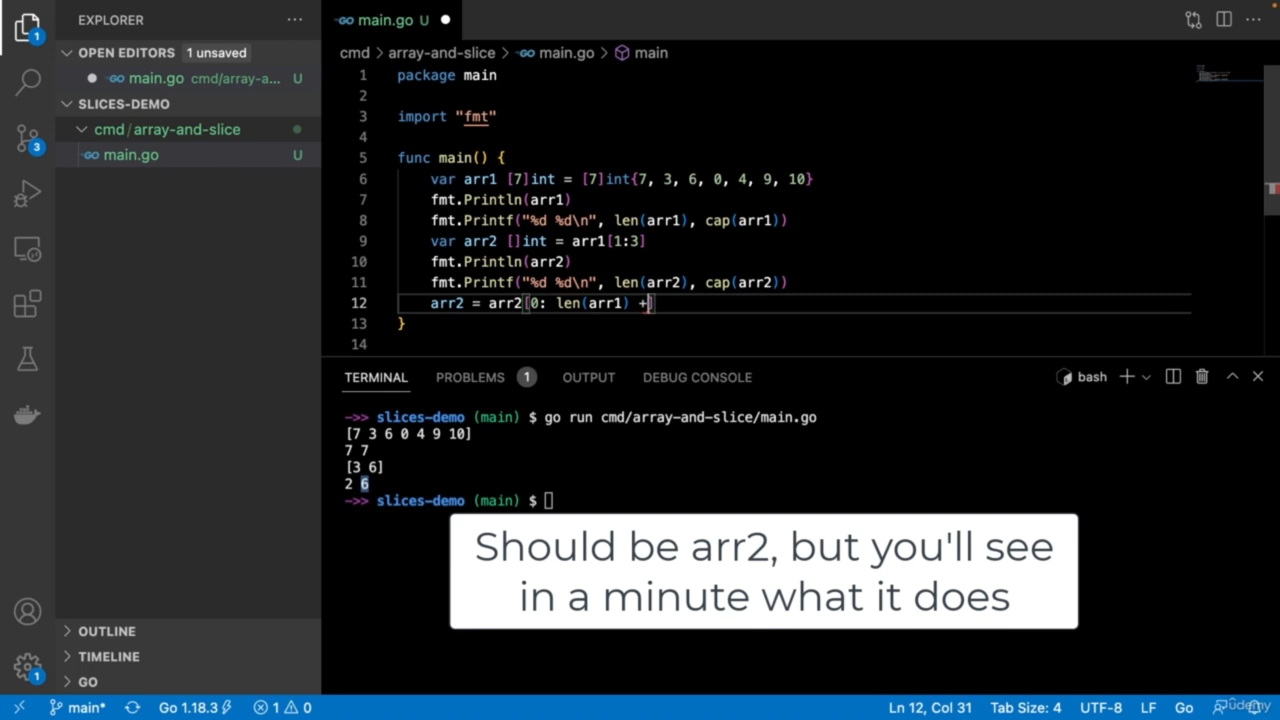 EXPLORER
main.go U
OPEN EDITORS 1 unsaved
main.go cmd/array-a... U
SLICES-DEMO
cmd/array-and-slice
main.go U
cmd > array-and-slice > main.go > main
1 package main
2
3 import "fmt"
4
5 func main() {
6 var arr1 [7]int = [7]int{7, 3, 6, 0, 4, 9, 10}
7 fmt.Println(arr1)
8 fmt.Printf("%d %d\n", len(arr1), cap(arr1))
9 var arr2 []int = arr1[1:3]
10 fmt.Println(arr2)
11 fmt.Printf("%d %d\n", len(arr2), cap(arr2))
12 arr2 = arr2[0: len(arr1) +]
13 }
14
TERMINAL PROBLEMS 1 OUTPUT DEBUG CONSOLE bash
->> slices-demo (main) $ go run cmd/array-and-slice/main.go
[7 3 6 0 4 9 10]
7 7
[3 6]
2 6
->> slices-demo (main) $
Should be arr2, but you'll see
in a minute what it does
OUTLINE
TIMELINE
GO
1
3
1
main* Go 1.18.3 1 0 Ln 12, Col 31 Tab Size: 4 UTF-8 LF Go
Udemy